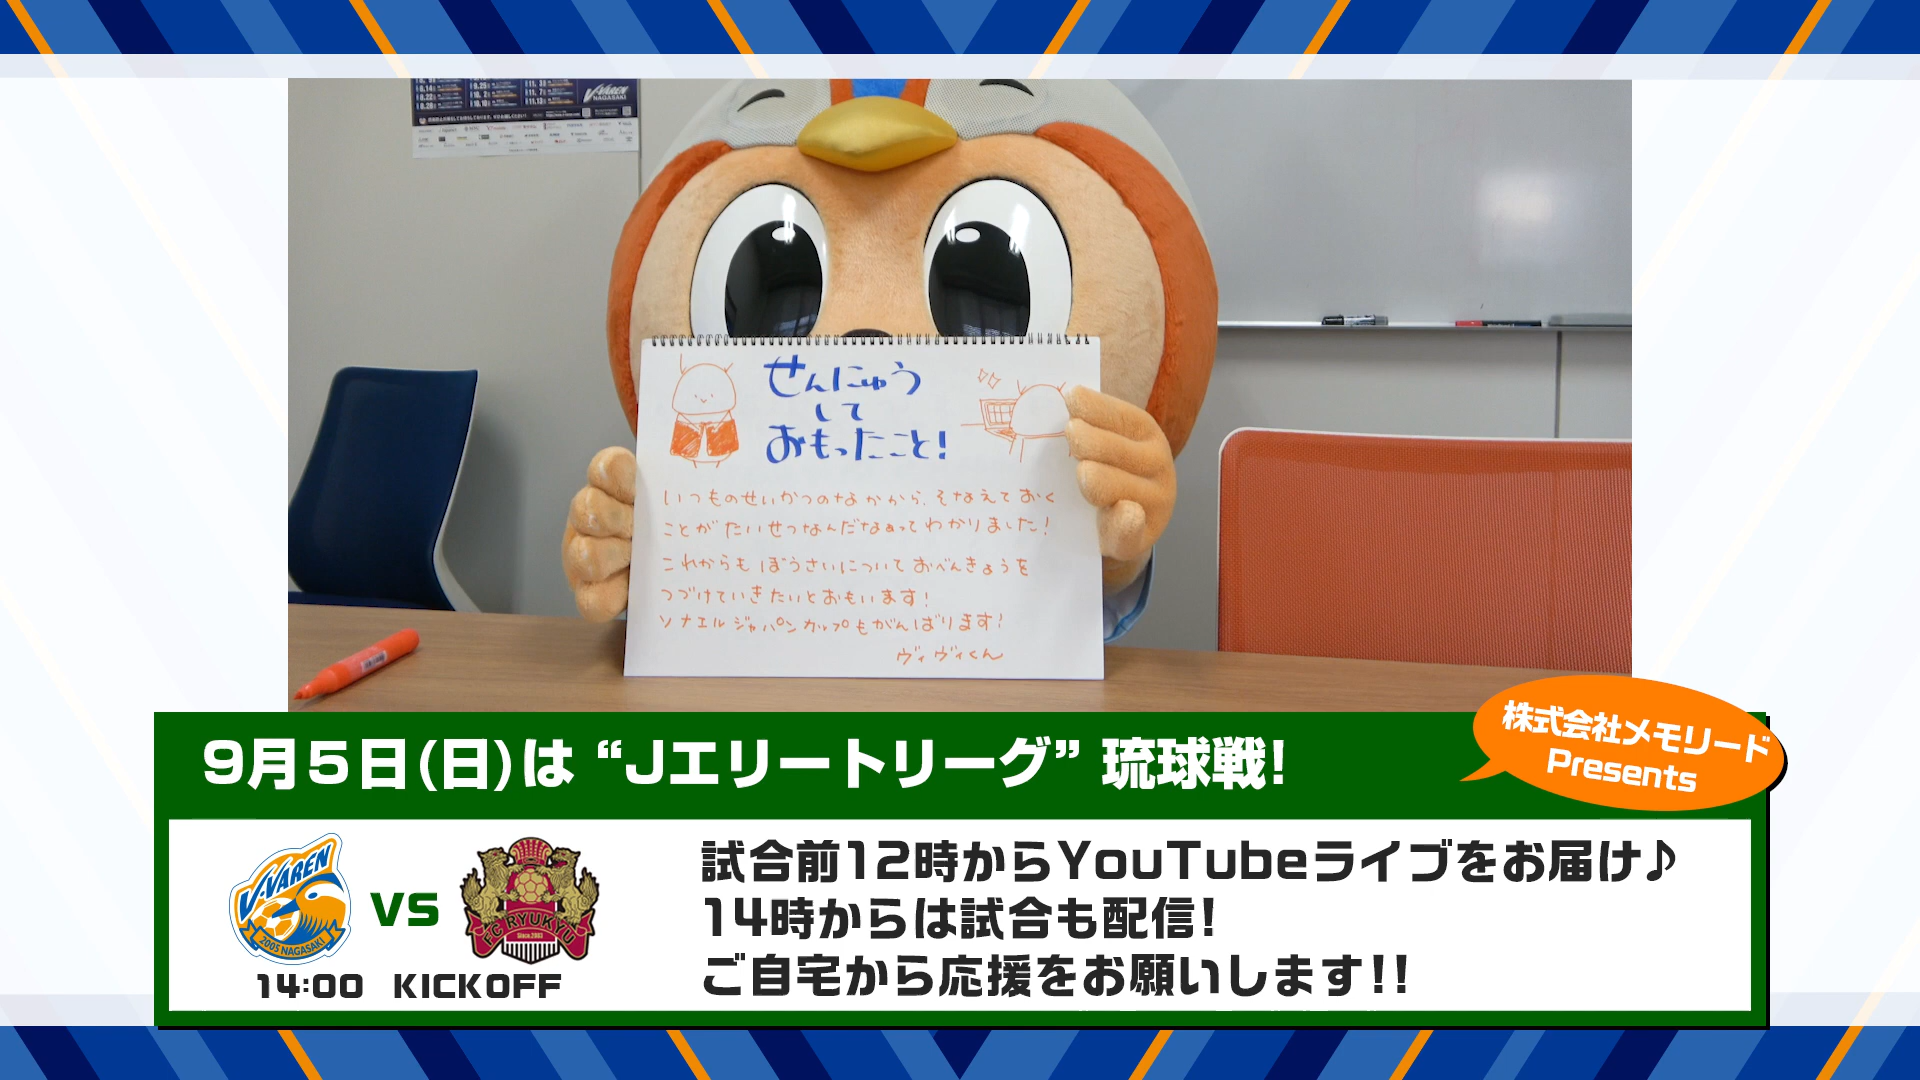 V-VAREN
NAGASAKI
せんにゅう
して
おもったこと!
いつものせいかつのなかから、そなえておく
ことがたいせつなんだなぁってわかりました!
これからもぼうさいについておべんきょうを
つづけていきたいとおもいます!
ソナエルジャパンカップもがんばります!
ヴィヴィくん
株式会社メモリード
Presents
9月5日(日)は “Jエリートリーグ” 琉球戦!
V·VAREN
2005 NAGASAKI
VS
FC RYUKYU
Since.2003
14:00 KICKOFF
試合前12時からYouTubeライブをお届け♪
14時からは試合も配信!
ご自宅から応援をお願いします!!